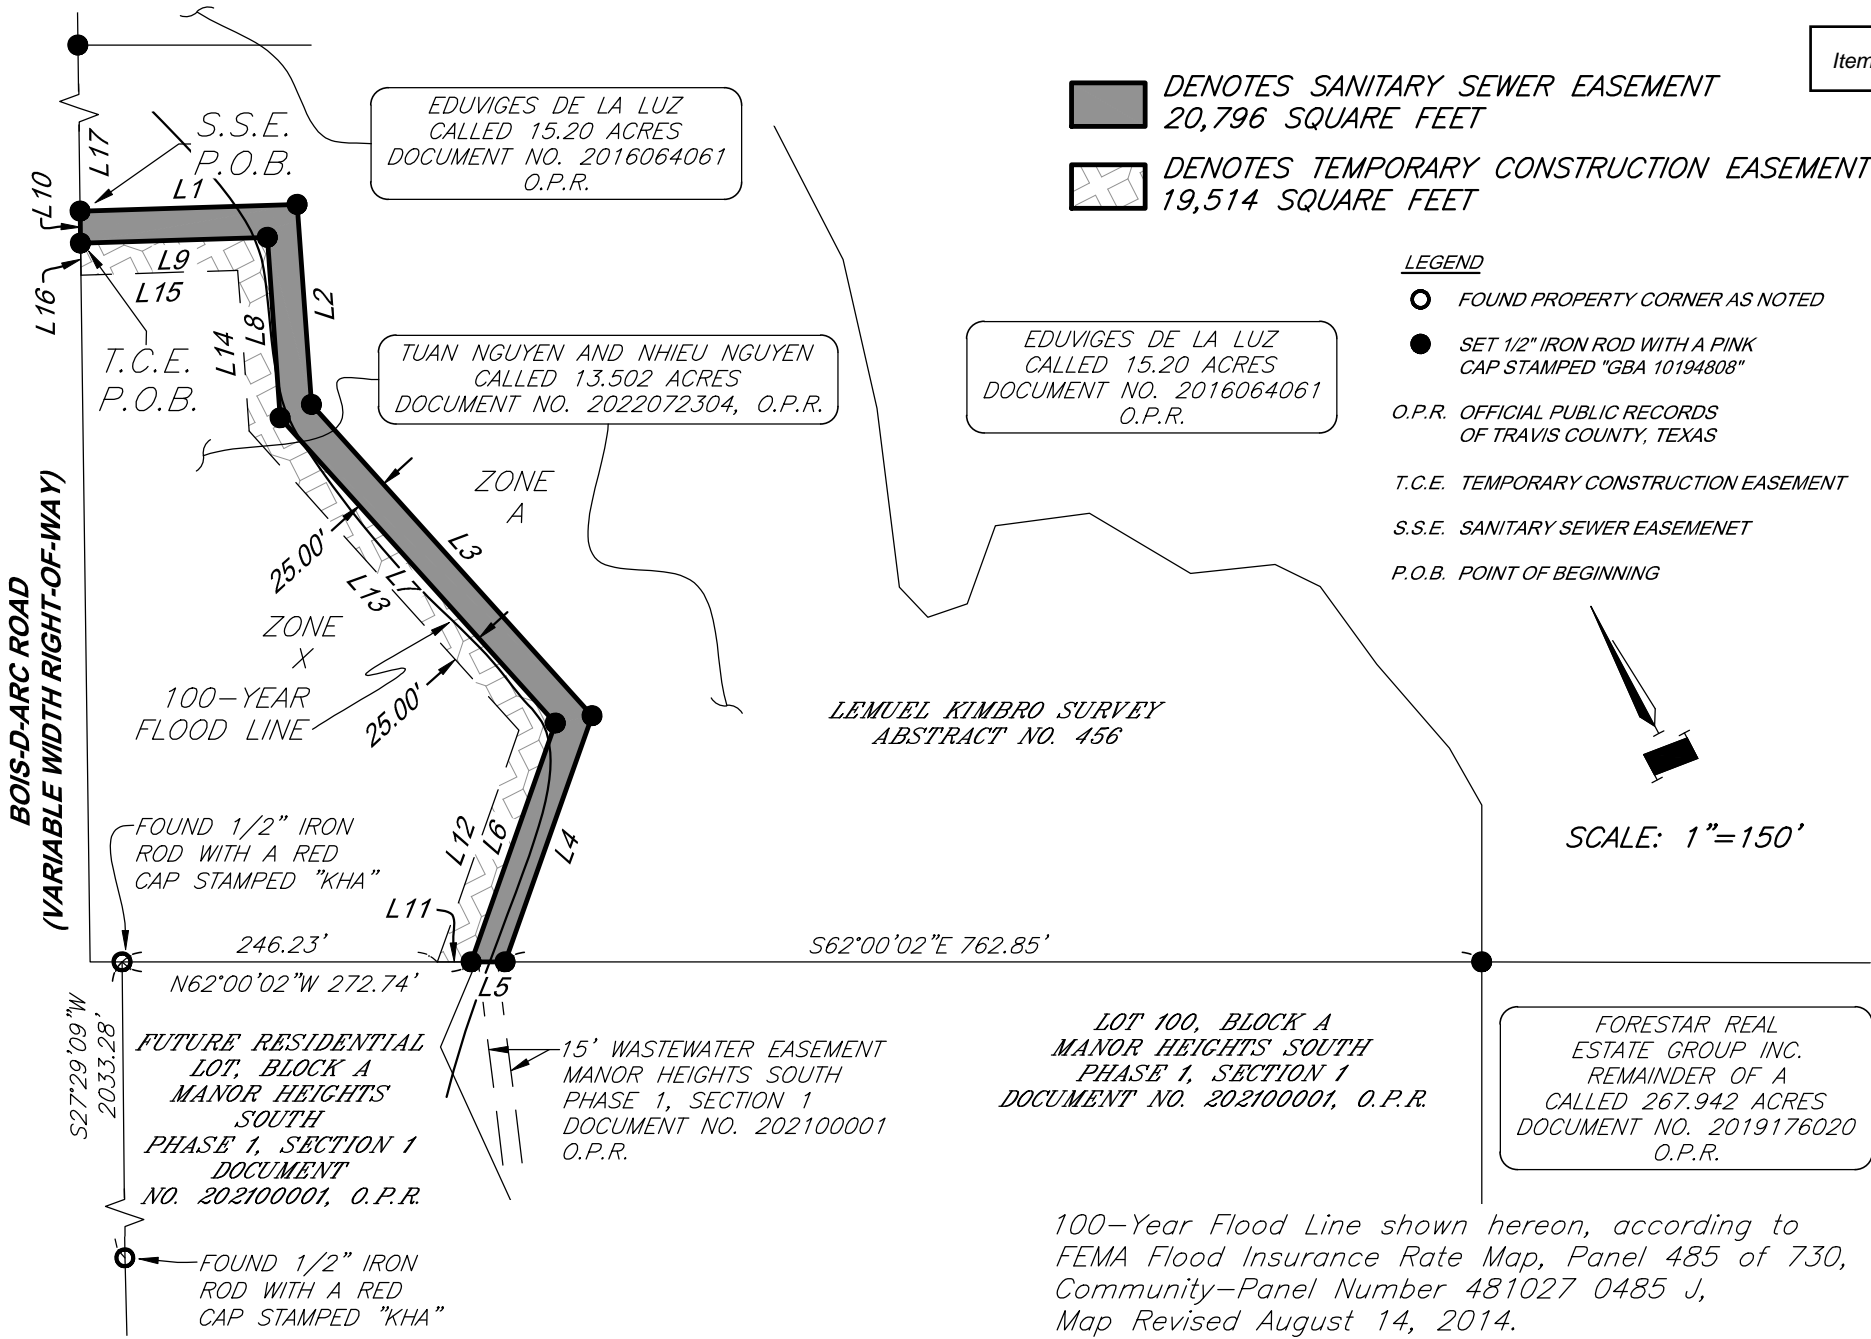 Item
DENOTES SANITARY SEWER EASEMENT
20,796 SQUARE FEET
DENOTES TEMPORARY CONSTRUCTION EASEMENT
19,514 SQUARE FEET
EDUVIGES DE LA LUZ
CALLED 15.20 ACRES
DOCUMENT NO. 2016064061
O.P.R.
S.S.E.
P.O.B.
L17
L10
L1
L9
L15
L16
L2
L8
L14
T.C.E.
P.O.B.
TUAN NGUYEN AND NHIEU NGUYEN
CALLED 13.502 ACRES
DOCUMENT NO. 2022072304, O.P.R.
EDUVIGES DE LA LUZ
CALLED 15.20 ACRES
DOCUMENT NO. 2016064061
O.P.R.
LEGEND
FOUND PROPERTY CORNER AS NOTED
SET 1/2" IRON ROD WITH A PINK
CAP STAMPED "GBA 10194808"
O.P.R. OFFICIAL PUBLIC RECORDS
OF TRAVIS COUNTY, TEXAS
T.C.E. TEMPORARY CONSTRUCTION EASEMENT
S.S.E. SANITARY SEWER EASEMENET
P.O.B. POINT OF BEGINNING
ZONE
A
25.00'
L3
L7
L13
ZONE
X
100-YEAR
FLOOD LINE
25.00'
BOIS-D-ARC ROAD
(VARIABLE WIDTH RIGHT-OF-WAY)
LEMUEL KIMBRO SURVEY
ABSTRACT NO. 456
SCALE: 1"=150'
FOUND 1/2" IRON
ROD WITH A RED
CAP STAMPED "KHA"
L12
L6
L4
L11
246.23'
S62°00'02"E 762.85'
N62°00'02"W 272.74'
L5
S27°29'09"W
2033.28'
FUTURE RESIDENTIAL
LOT, BLOCK A
MANOR HEIGHTS
SOUTH
PHASE 1, SECTION 1
DOCUMENT
NO. 202100001, O.P.R.
15' WASTEWATER EASEMENT
MANOR HEIGHTS SOUTH
PHASE 1, SECTION 1
DOCUMENT NO. 202100001
O.P.R.
LOT 100, BLOCK A
MANOR HEIGHTS SOUTH
PHASE 1, SECTION 1
DOCUMENT NO. 202100001, O.P.R.
FORESTAR REAL
ESTATE GROUP INC.
REMAINDER OF A
CALLED 267.942 ACRES
DOCUMENT NO. 2019176020
O.P.R.
FOUND 1/2" IRON
ROD WITH A RED
CAP STAMPED "KHA"
100-Year Flood Line shown hereon, according to
FEMA Flood Insurance Rate Map, Panel 485 of 730,
Community-Panel Number 481027 0485 J,
Map Revised August 14, 2014.